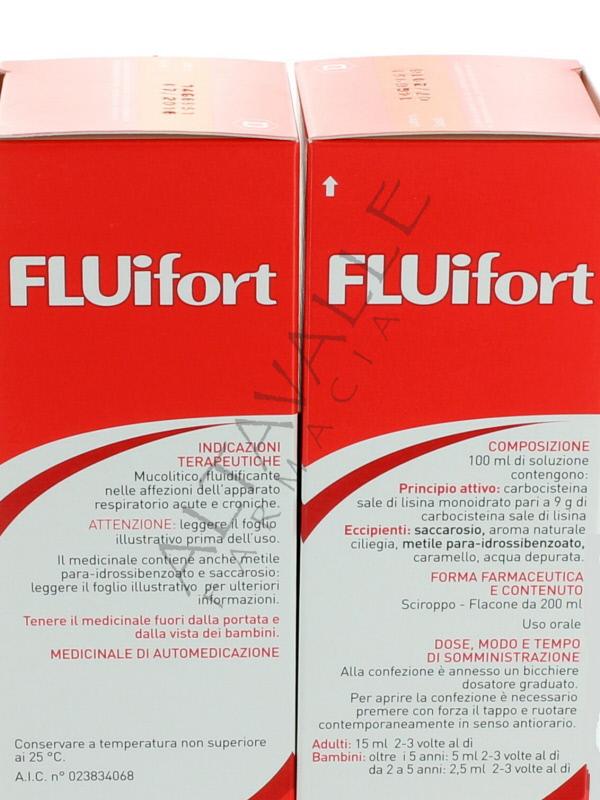 1460951
07/2018
FLUifort
INDICAZIONI
TERAPEUTICHE
Mucolitico, fluidificante
nelle affezioni dell'apparato
respiratorio acute e croniche.
ATTENZIONE: leggere il foglio
illustrativo prima dell'uso.
Il medicinale contiene anche metile
para-idrossibenzoato e saccarosio:
leggere il foglio illustrativo per ulteriori
informazioni.
Tenere il medicinale fuori dalla portata e
dalla vista dei bambini.
MEDICINALE DI AUTOMEDICAZIONE
Conservare a temperatura non superiore
ai 25 °C.
A.I.C. n° 023834068
07/2018
FLUifort
COMPOSIZIONE
100 ml di soluzione
contengono:
Principio attivo: carbocisteina
sale di lisina monoidrato pari a 9 g di
carbocisteina sale di lisina
Eccipienti: saccarosio, aroma naturale
ciliegia, metile para-idrossibenzoato,
caramello, acqua depurata.
FORMA FARMACEUTICA
E CONTENUTO
Sciroppo - Flacone da 200 ml
Uso orale
DOSE, MODO E TEMPO
DI SOMMINISTRAZIONE
Alla confezione è annesso un bicchiere
dosatore graduato.
Per aprire la confezione è necessario
premere con forza il tappo e ruotare
contemporaneamente in senso antiorario.
Adulti: 15 ml 2-3 volte al dì
Bambini: oltre i 5 anni: 5 ml 2-3 volte al dì
da 2 a 5 anni: 2,5 ml 2-3 volte al dì
ALTAVALLE
FARMACIA